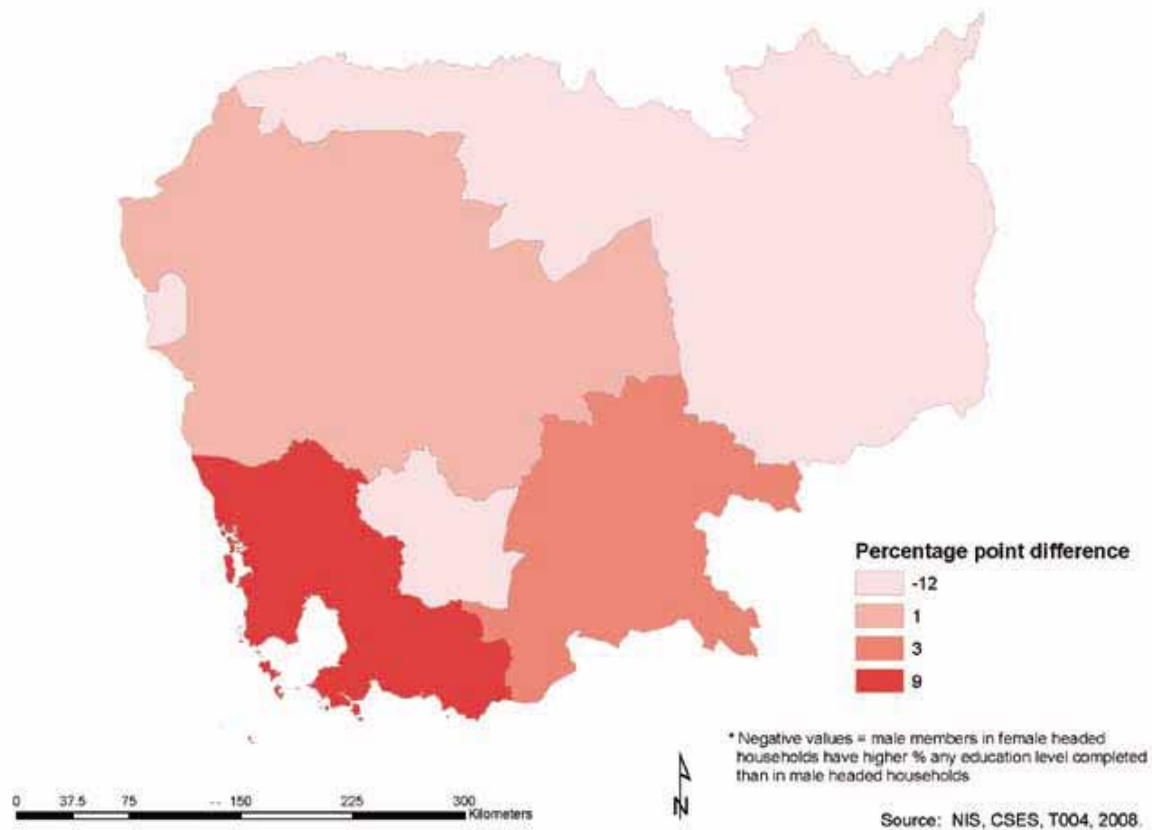 Percentage point difference
-12
1
3
9
* Negative values = male members in female headed
households have higher % any education level completed
than in male headed households
N
0 37.5 75 150 225 300
Kilometers
Source: NIS, CSES, T004, 2008.